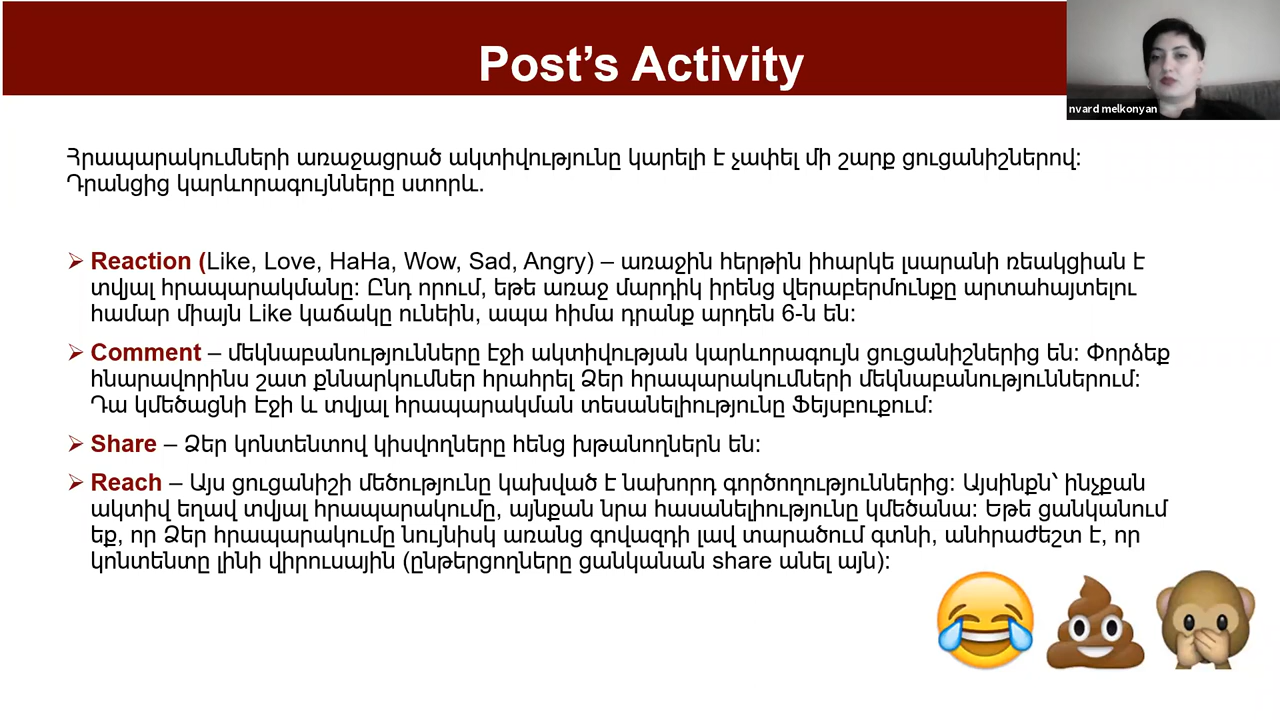 Post’s Activity
nvard melkonyan
Հրապարակումների առաջացրած ակտիվությունը կարելի է չափել մի շարք ցուցանիշներով:
Դրանցից կարևորագույնները ստորև.
➢ Reaction (Like, Love, HaHa, Wow, Sad, Angry) – առաջին հերթին իհարկե լսարանի ռեակցիան է
տվյալ հրապարակմանը: Ընդ որում, եթե առաջ մարդիկ իրենց վերաբերմունքը արտահայտելու
համար միայն Like կաճակը ունեին, ապա հիմա դրանք արդեն 6-ն են:
➢ Comment – մեկնաբանությունները էջի ակտիվության կարևորագույն ցուցանիշներից են: Փորձեք
հնարավորինս շատ քննարկումներ հրահրել Ձեր հրապարակումների մեկնաբանություններում:
Դա կմեծացնի էջի և տվյալ հրապարակման տեսանելիությունը Ֆեյսբուքում:
➢ Share – Ձեր կոնտենտով կիսվողները հենց խթանողներն են:
➢ Reach – Այս ցուցանիշի մեծությունը կախված է նախորդ գործողություններից: Այսինքն՝ ինչքան
ակտիվ եղավ տվյալ հրապարակումը, այնքան նրա հասանելիությունը կմեծանա: Եթե ցանկանում
եք, որ Ձեր հրապարակումը նույնիսկ առանց գովազդի լավ տարածում գտնի, անհրաժեշտ է, որ
կոնտենտը լինի վիրուսային (ընթերցողները ցանկանան share անել այն):